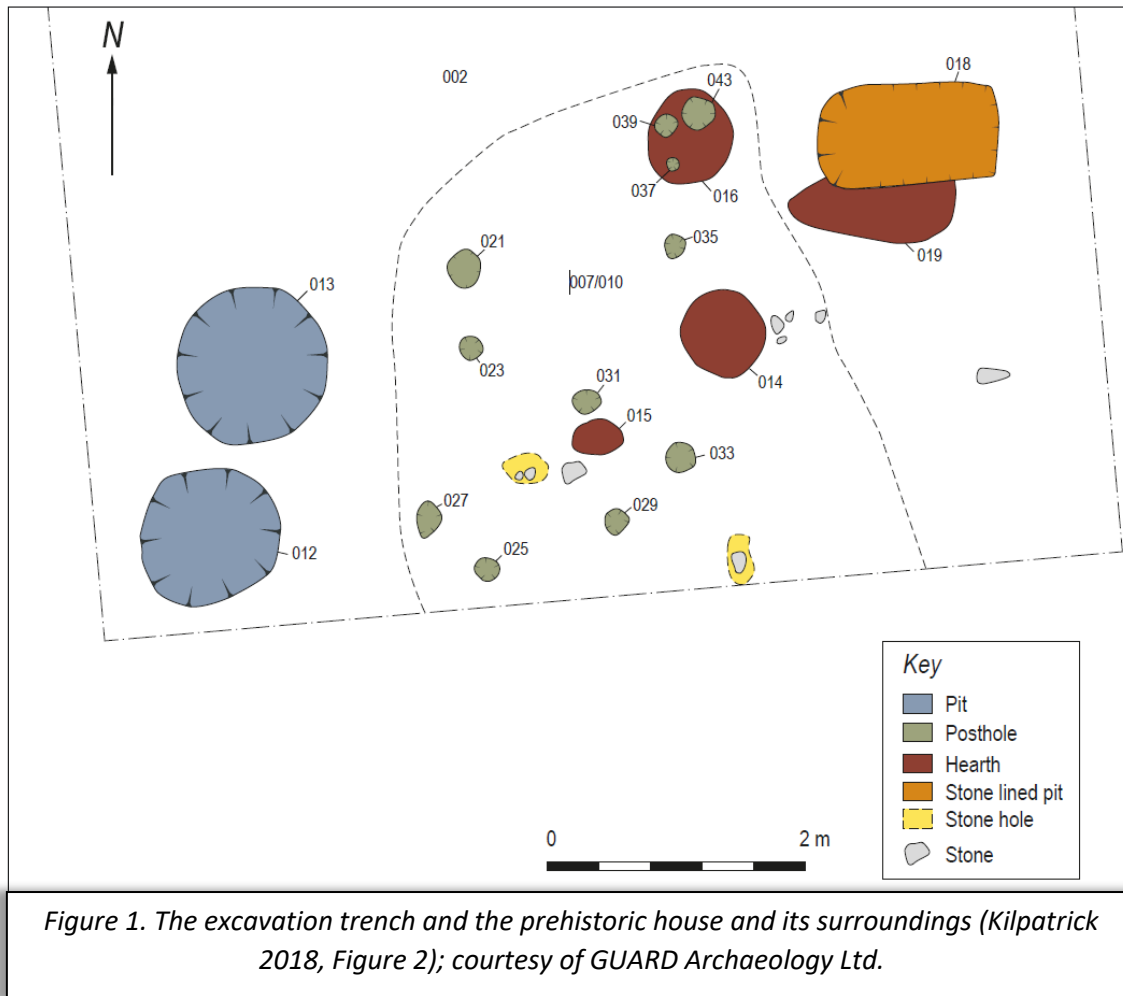 N
002
018
043
039
037
016
021
035
019
013
007/010
023
014
031
015
033
027
029
012
025
Key
Pit
Posthole
Hearth
Stone lined pit
Stone hole
Stone
0 2 m
Figure 1. The excavation trench and the prehistoric house and its surroundings (Kilpatrick
2018, Figure 2); courtesy of GUARD Archaeology Ltd.